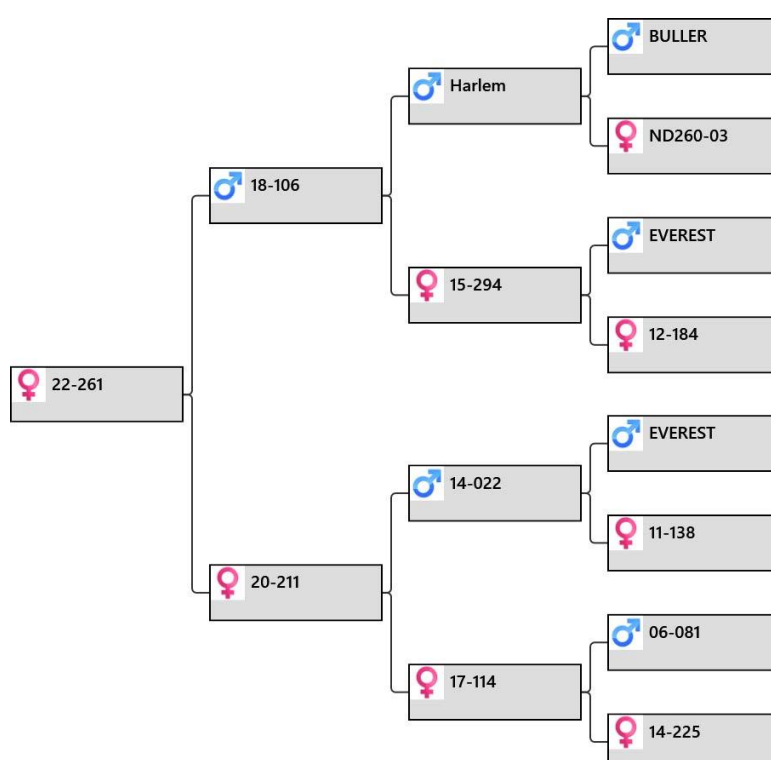 BULLER
Harlem
ND260-03
18-106
EVEREST
15-294
12-184
22-261
EVEREST
14-022
11-138
20-211
06-081
17-114
14-225